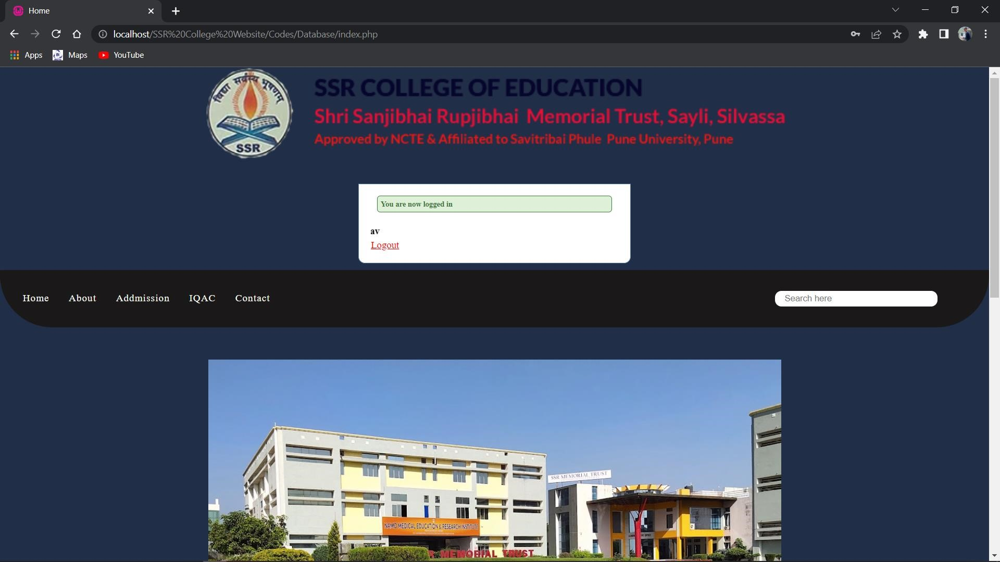 Home
localhost/SSR%20College%20Website/Codes/Database/index.php
Apps Maps YouTube
विद्या सर्वस्य भूषणम्
SSR
SSR COLLEGE OF EDUCATION
Shri Sanjibhai Rupjibhai Memorial Trust, Sayli, Silvassa
Approved by NCTE & Affiliated to Savitribai Phule Pune University, Pune
You are now logged in
av
Logout
Home About Addmission IQAC Contact
Search here
SSR MEMORIAL TRUST
NAMO MEDICAL EDUCATION & RESEARCH INSTITUTE
R MEMORIAL TRUST